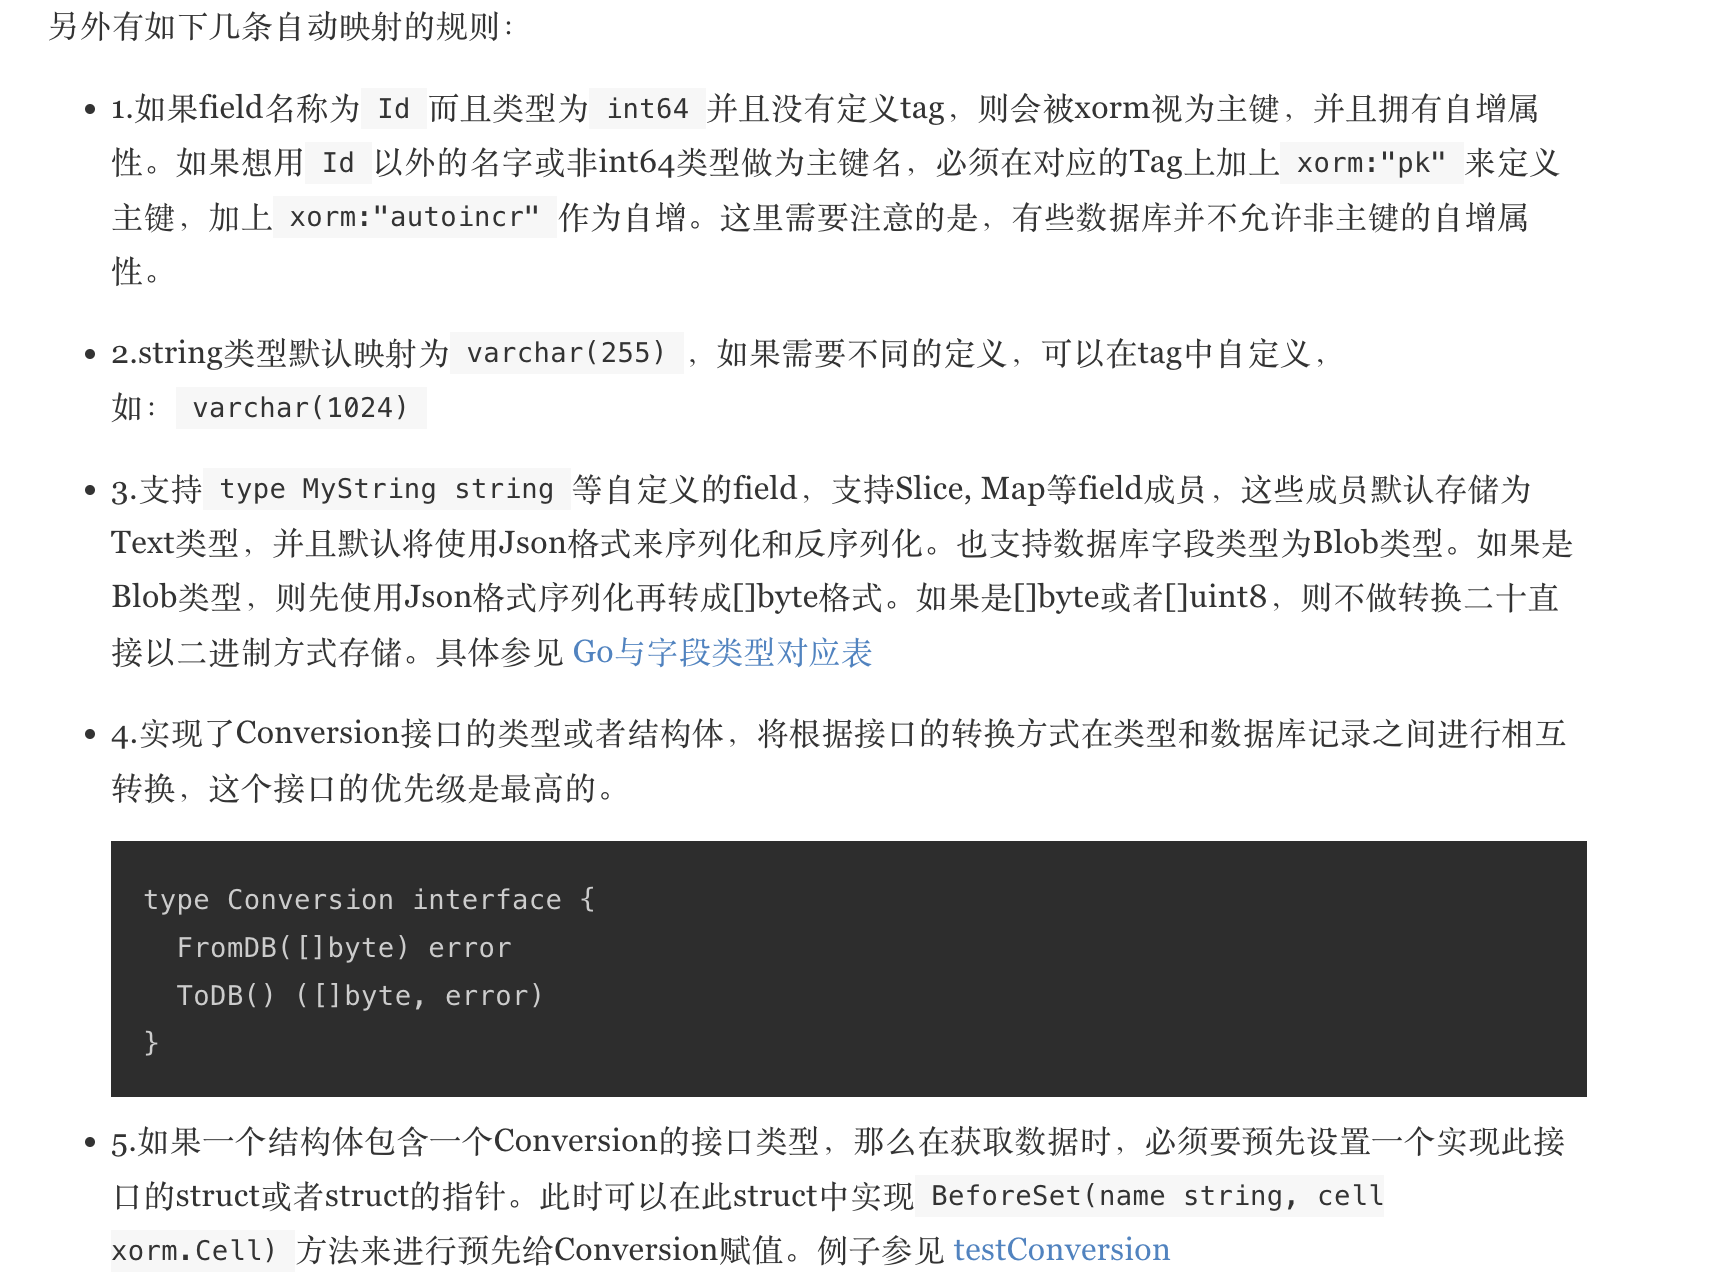 另外有如下几条自动映射的规则：
• 1.如果field名称为 Id 而且类型为 int64 并且没有定义tag，则会被xorm视为主键，并且拥有自增属
性。如果想用 Id 以外的名字或非int64类型做为主键名，必须在对应的Tag上加上 xorm:"pk" 来定义
主键，加上 xorm:"autoincr" 作为自增。这里需要注意的是，有些数据库并不允许非主键的自增属
性。
• 2.string类型默认映射为 varchar(255) ，如果需要不同的定义，可以在tag中自定义，
如： varchar(1024)
• 3.支持 type MyString string 等自定义的field，支持Slice, Map等field成员，这些成员默认存储为
Text类型，并且默认将使用Json格式来序列化和反序列化。也支持数据库字段类型为Blob类型。如果是
Blob类型，则先使用Json格式序列化再转成[]byte格式。如果是[]byte或者[]uint8，则不做转换二十直
接以二进制方式存储。具体参见 Go与字段类型对应表
• 4.实现了Conversion接口的类型或者结构体，将根据接口的转换方式在类型和数据库记录之间进行相互
转换，这个接口的优先级是最高的。
type Conversion interface {
  FromDB([]byte) error
  ToDB() ([]byte, error)
}
• 5.如果一个结构体包含一个Conversion的接口类型，那么在获取数据时，必须要预先设置一个实现此接
口的struct或者struct的指针。此时可以在此struct中实现 BeforeSet(name string, cell
xorm.Cell) 方法来进行预先给Conversion赋值。例子参见 testConversion